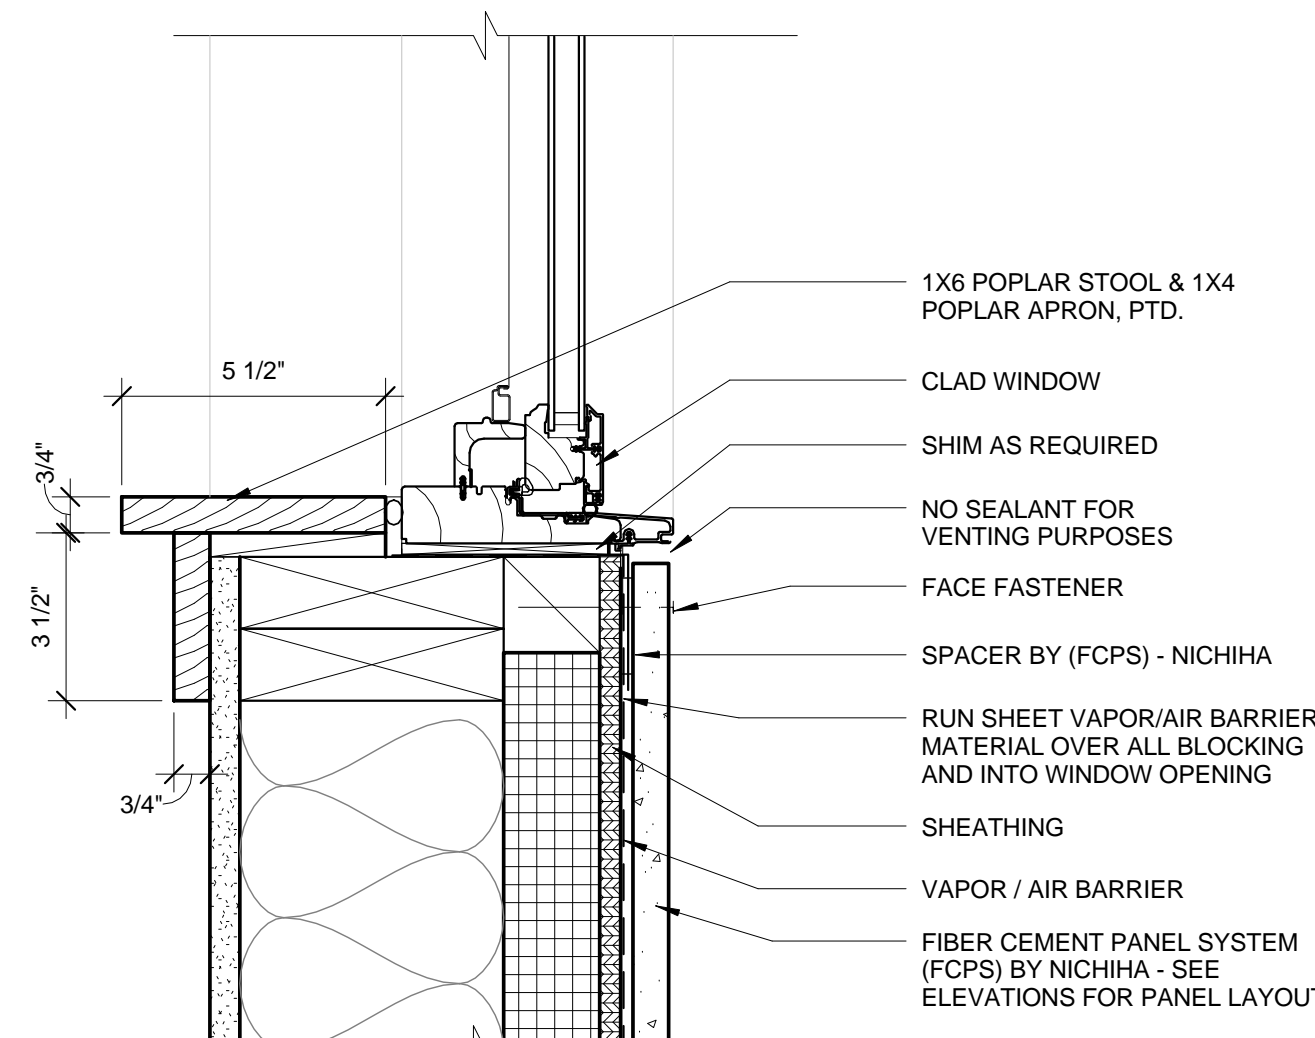 1X6 POPLAR STOOL & 1X4
POPLAR APRON, PTD.
5 1/2"
CLAD WINDOW
SHIM AS REQUIRED
3/4"
NO SEALANT FOR
VENTING PURPOSES
FACE FASTENER
3 1/2"
SPACER BY (FCPS) - NICHIHA
RUN SHEET VAPOR/AIR BARRIER
MATERIAL OVER ALL BLOCKING
AND INTO WINDOW OPENING
3/4"
SHEATHING
VAPOR / AIR BARRIER
FIBER CEMENT PANEL SYSTEM
(FCPS) BY NICHIHA - SEE
ELEVATIONS FOR PANEL LAYOUT